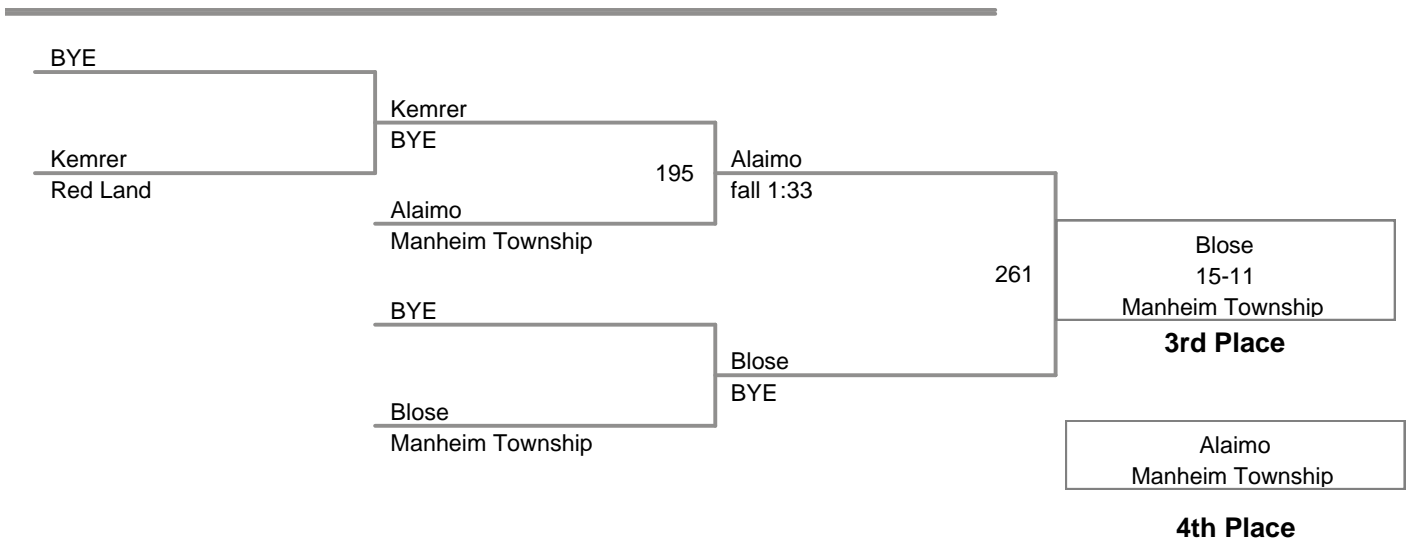 BYE
Kemrer
Red Land
Kemrer
BYE
195
Alaimo
Manheim Township
BYE
Blose
Manheim Township
Alaimo
fall 1:33
261
Blose
BYE
Blose
15-11
Manheim Township
3rd Place
Alaimo
Manheim Township
4th Place